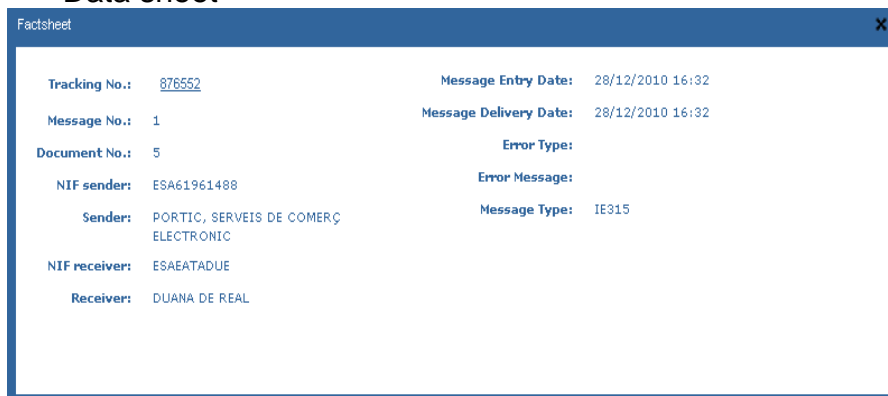 Data sheet
Factsheet
Tracking No.: 876552
Message No.: 1
Document No.: 5
NIF sender: ESA61961488
Sender: PORTIC, SERVEIS DE COMERÇ
ELECTRONIC
NIF receiver: ESAEATADUE
Receiver: DUANA DE REAL
Message Entry Date: 28/12/2010 16:32
Message Delivery Date: 28/12/2010 16:32
Error Type:
Error Message:
Message Type: IE315